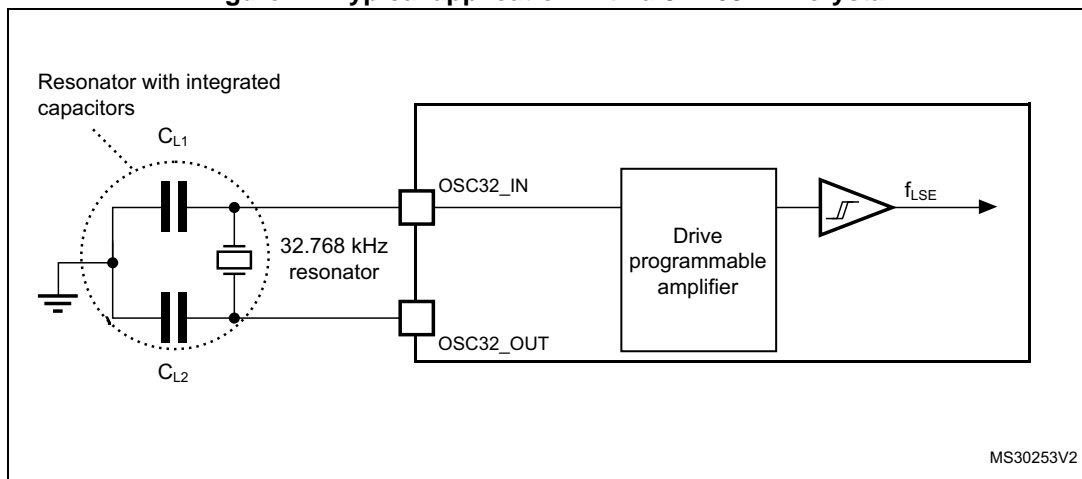 Resonator with integrated
capacitors
CL1
OSC32_IN
32.768 kHz
resonator
Drive
programmable
amplifier
fLSE
OSC32_OUT
CL2
MS30253V2